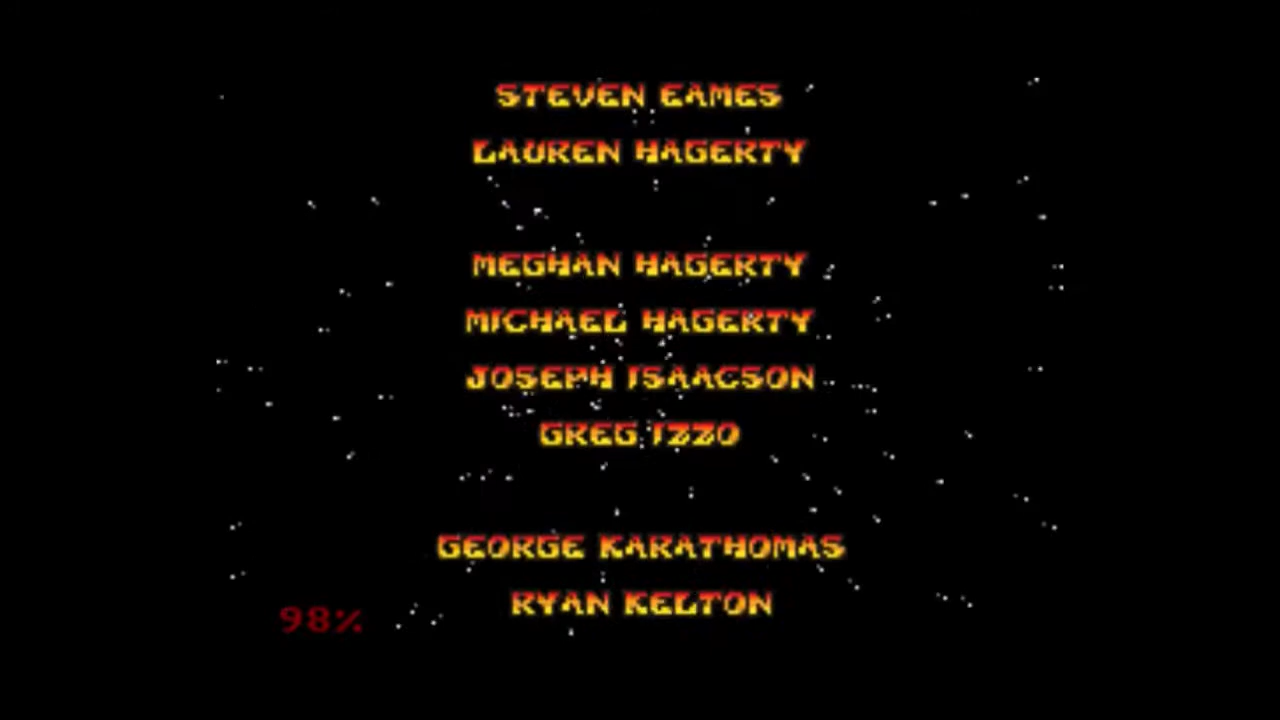 STEVEN EAMES
LAUREN HAGERTY
MEGHAN HAGERTY
MICHAEL HAGERTY
JOSEPH ISAACSON
GREG IZZO
GEORGE KARATHOMAS
RYAN KELTON
98%